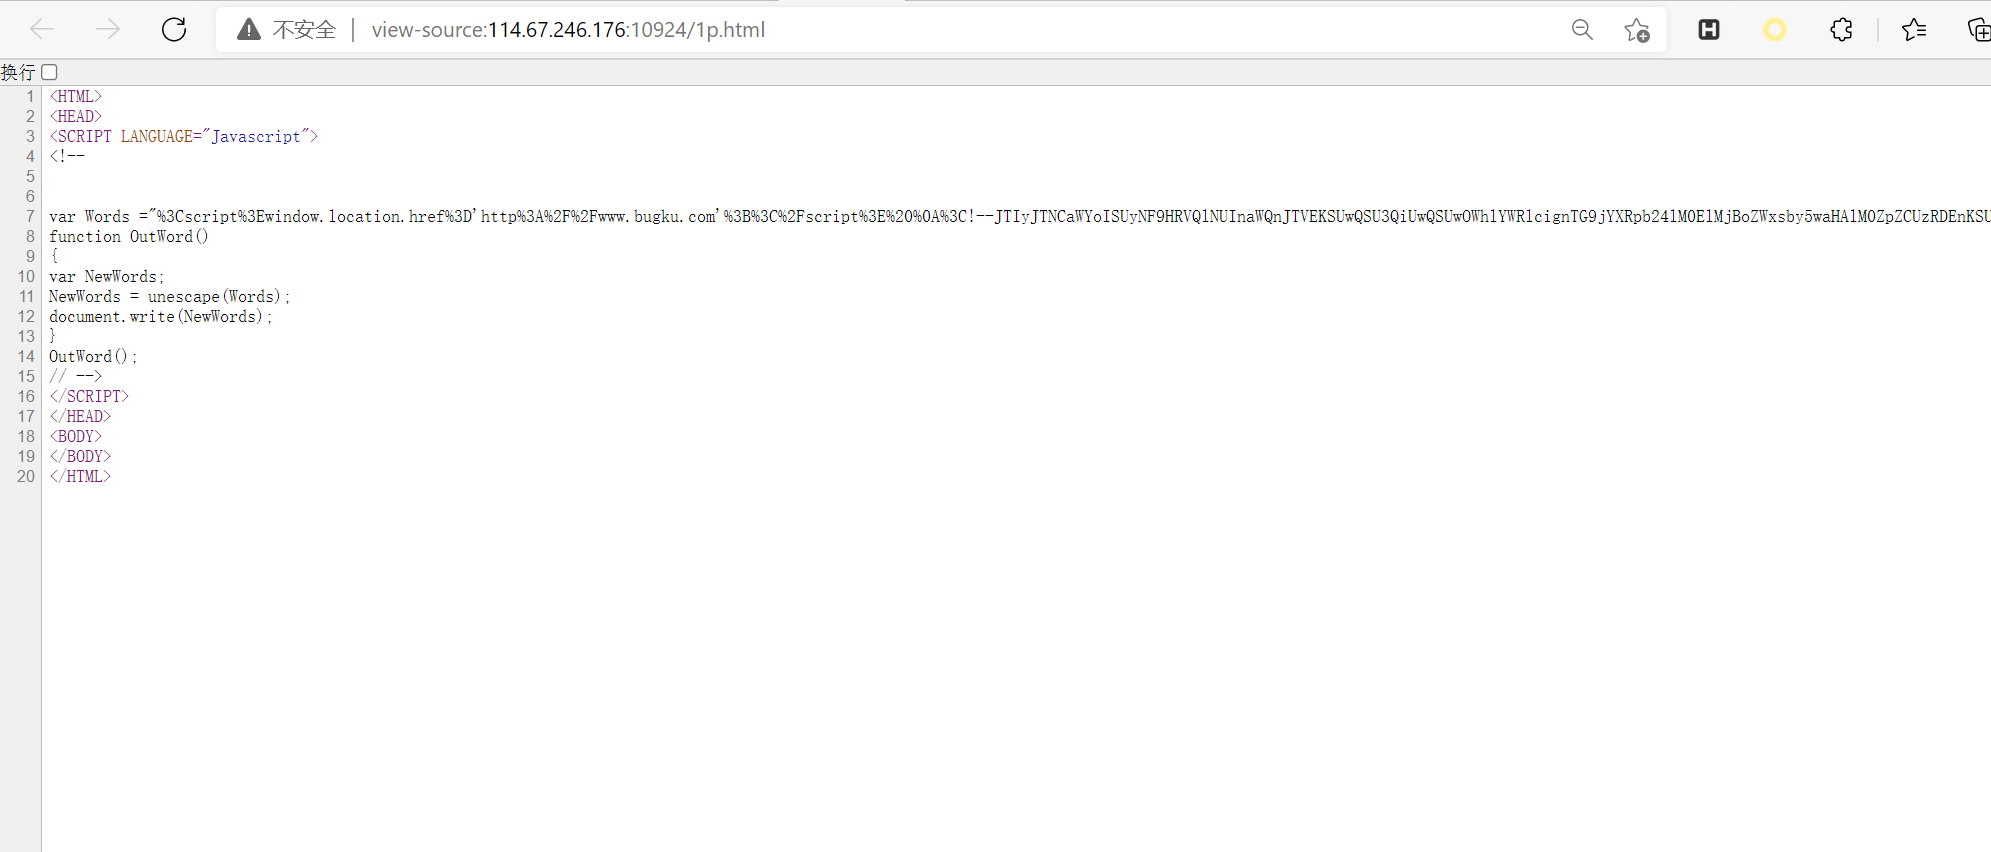 不安全 | view-source:114.67.246.176:10924/1p.html
换行
1 <HTML>
2 <HEAD>
3 <SCRIPT LANGUAGE="Javascript">
4 <!--
5
6
7 var Words ="%3Cscript%3Ewindow.location.href%3D'http%3A%2F%2Fwww.bugku.com'%3B%3C%2Fscript%3E%20%0A%3C!--JTIyJTNCaWYoISUyNF9HRVQlNUInaWQnJTVEKSUwQSU3QiUwQSUwOWhlYWRlcignTG9jYXRpb24lM0ElMjBoZWxsby5waHAlM0ZpZCUzRDEnKSU
8 function OutWord()
9 {
10 var NewWords;
11 NewWords = unescape(Words);
12 document.write(NewWords);
13 }
14 OutWord();
15 // -->
16 </SCRIPT>
17 </HEAD>
18 <BODY>
19 </BODY>
20 </HTML>